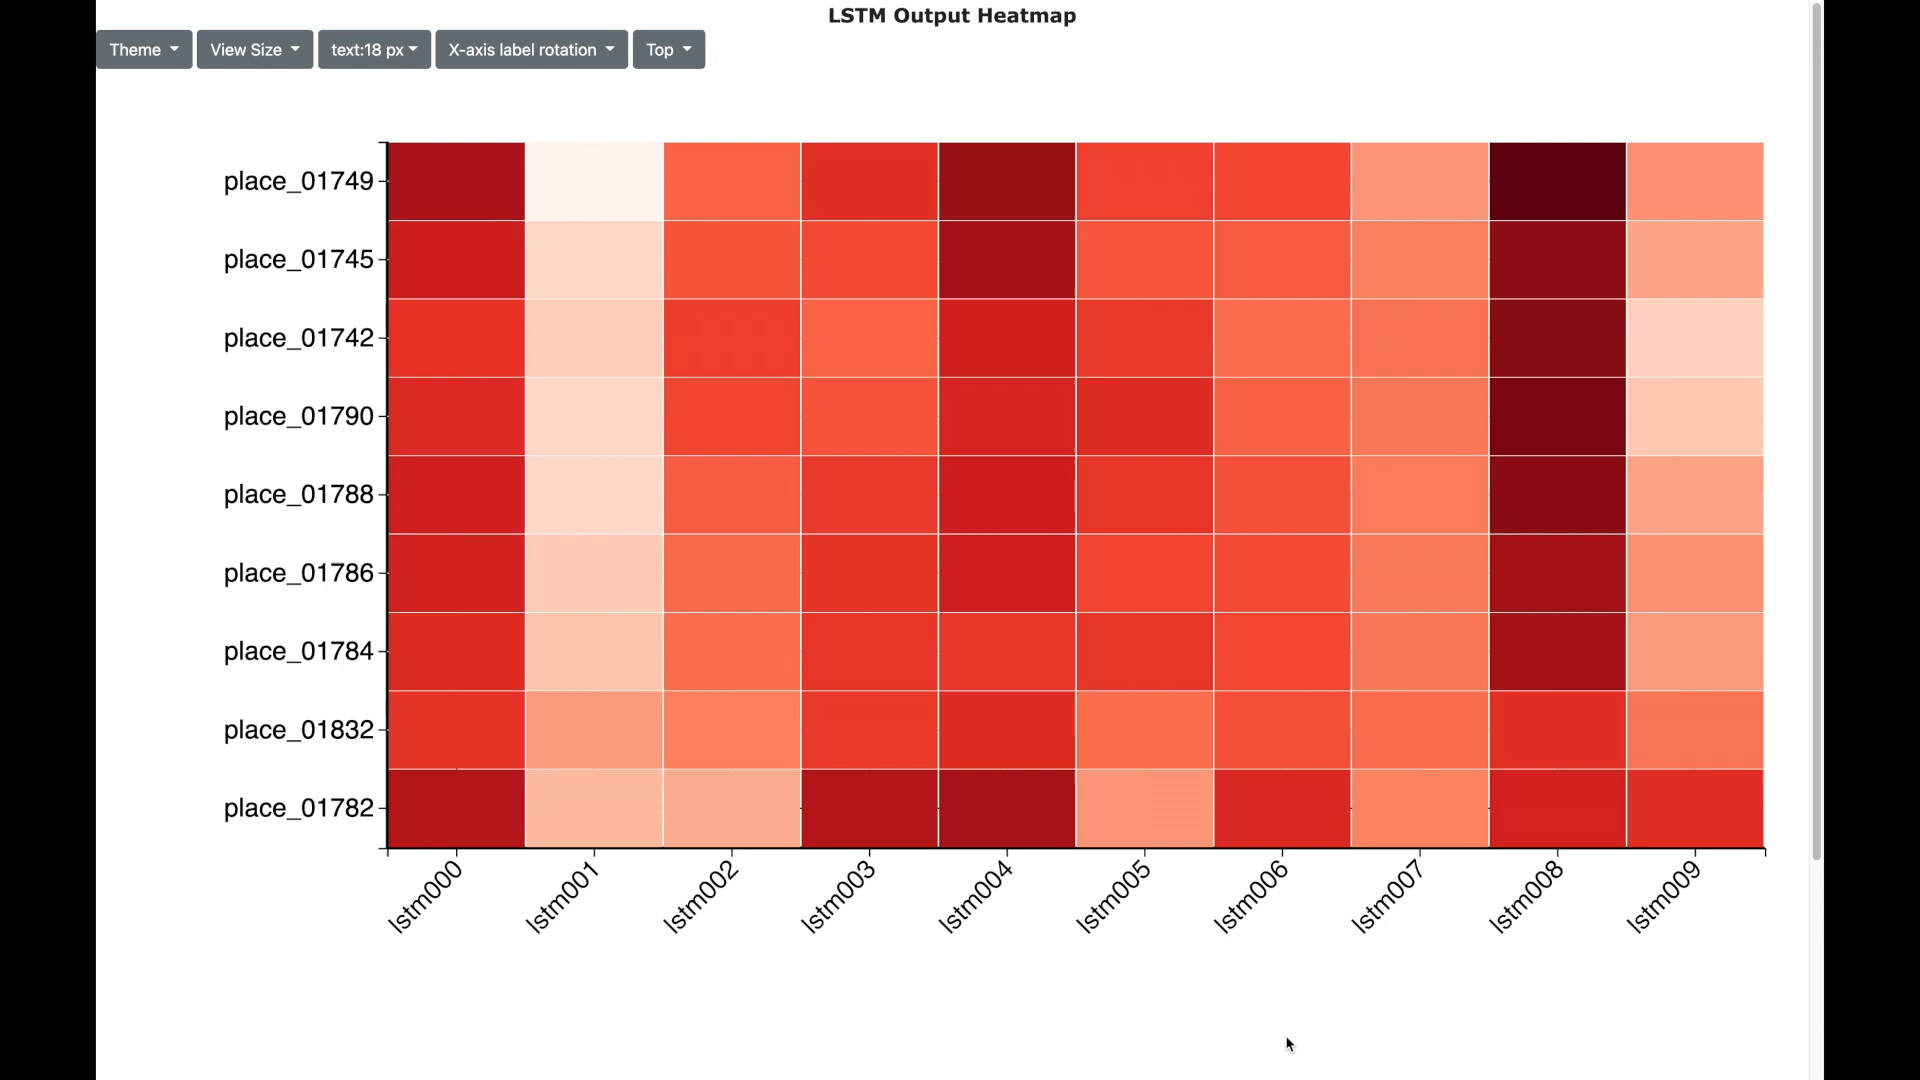 LSTM Output Heatmap
Theme
View Size
text:18 px
X-axis label rotation
Top
place_01749
place_01745
place_01742
place_01790
place_01788
place_01786
place_01784
place_01832
place_01782
lstm000
lstm001
lstm002
lstm003
lstm004
lstm005
lstm006
lstm007
lstm008
lstm009